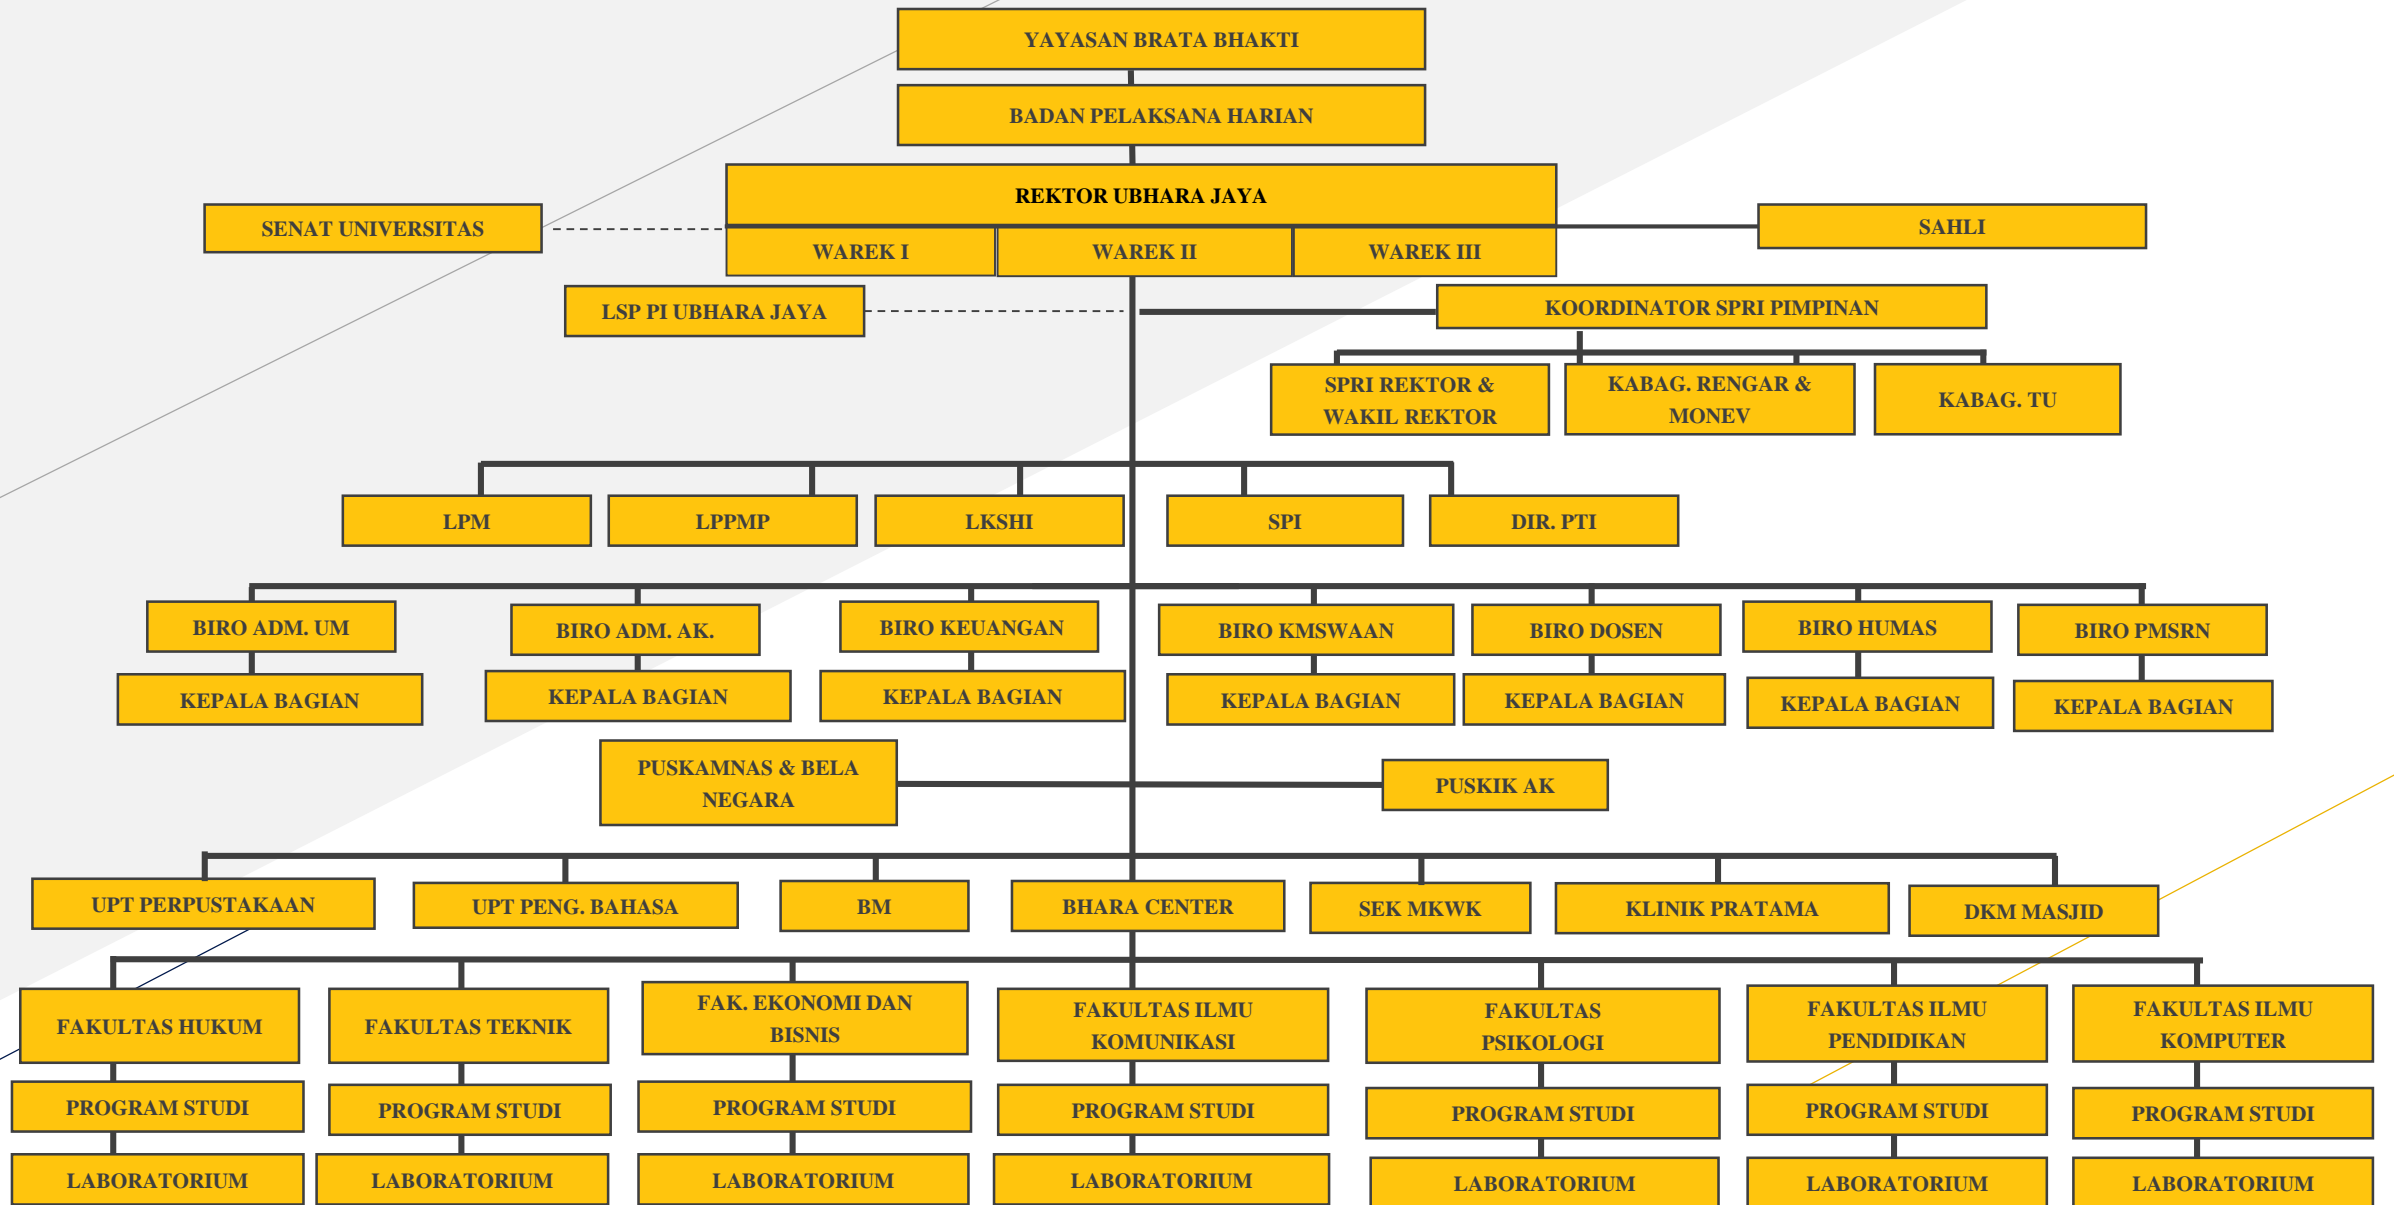 YAYASAN BRATA BHAKTI
BADAN PELAKSANA HARIAN
REKTOR UBHARA JAYA
SENAT UNIVERSITAS
SAHLI
WAREK I
WAREK II
WAREK III
LSP PI UBHARA JAYA
KOORDINATOR SPRI PIMPINAN
SPRI REKTOR &
WAKIL REKTOR
KABAG. RENGAR &
MONEV
KABAG. TU
LPM
LPPMP
LKSHI
SPI
DIR. PTI
BIRO ADM. UM
BIRO ADM. AK.
BIRO KEUANGAN
BIRO KMSWAAN
BIRO DOSEN
BIRO HUMAS
BIRO PMSRN
KEPALA BAGIAN
KEPALA BAGIAN
KEPALA BAGIAN
KEPALA BAGIAN
KEPALA BAGIAN
KEPALA BAGIAN
KEPALA BAGIAN
PUSKAMNAS & BELA
NEGARA
PUSKIK AK
UPT PERPUSTAKAAN
UPT PENG. BAHASA
BM
BHARA CENTER
SEK MKWK
KLINIK PRATAMA
DKM MASJID
FAKULTAS HUKUM
FAKULTAS TEKNIK
FAK. EKONOMI DAN
BISNIS
FAKULTAS ILMU
KOMUNIKASI
FAKULTAS
PSIKOLOGI
FAKULTAS ILMU
PENDIDIKAN
FAKULTAS ILMU
KOMPUTER
PROGRAM STUDI
PROGRAM STUDI
PROGRAM STUDI
PROGRAM STUDI
PROGRAM STUDI
PROGRAM STUDI
PROGRAM STUDI
LABORATORIUM
LABORATORIUM
LABORATORIUM
LABORATORIUM
LABORATORIUM
LABORATORIUM
LABORATORIUM